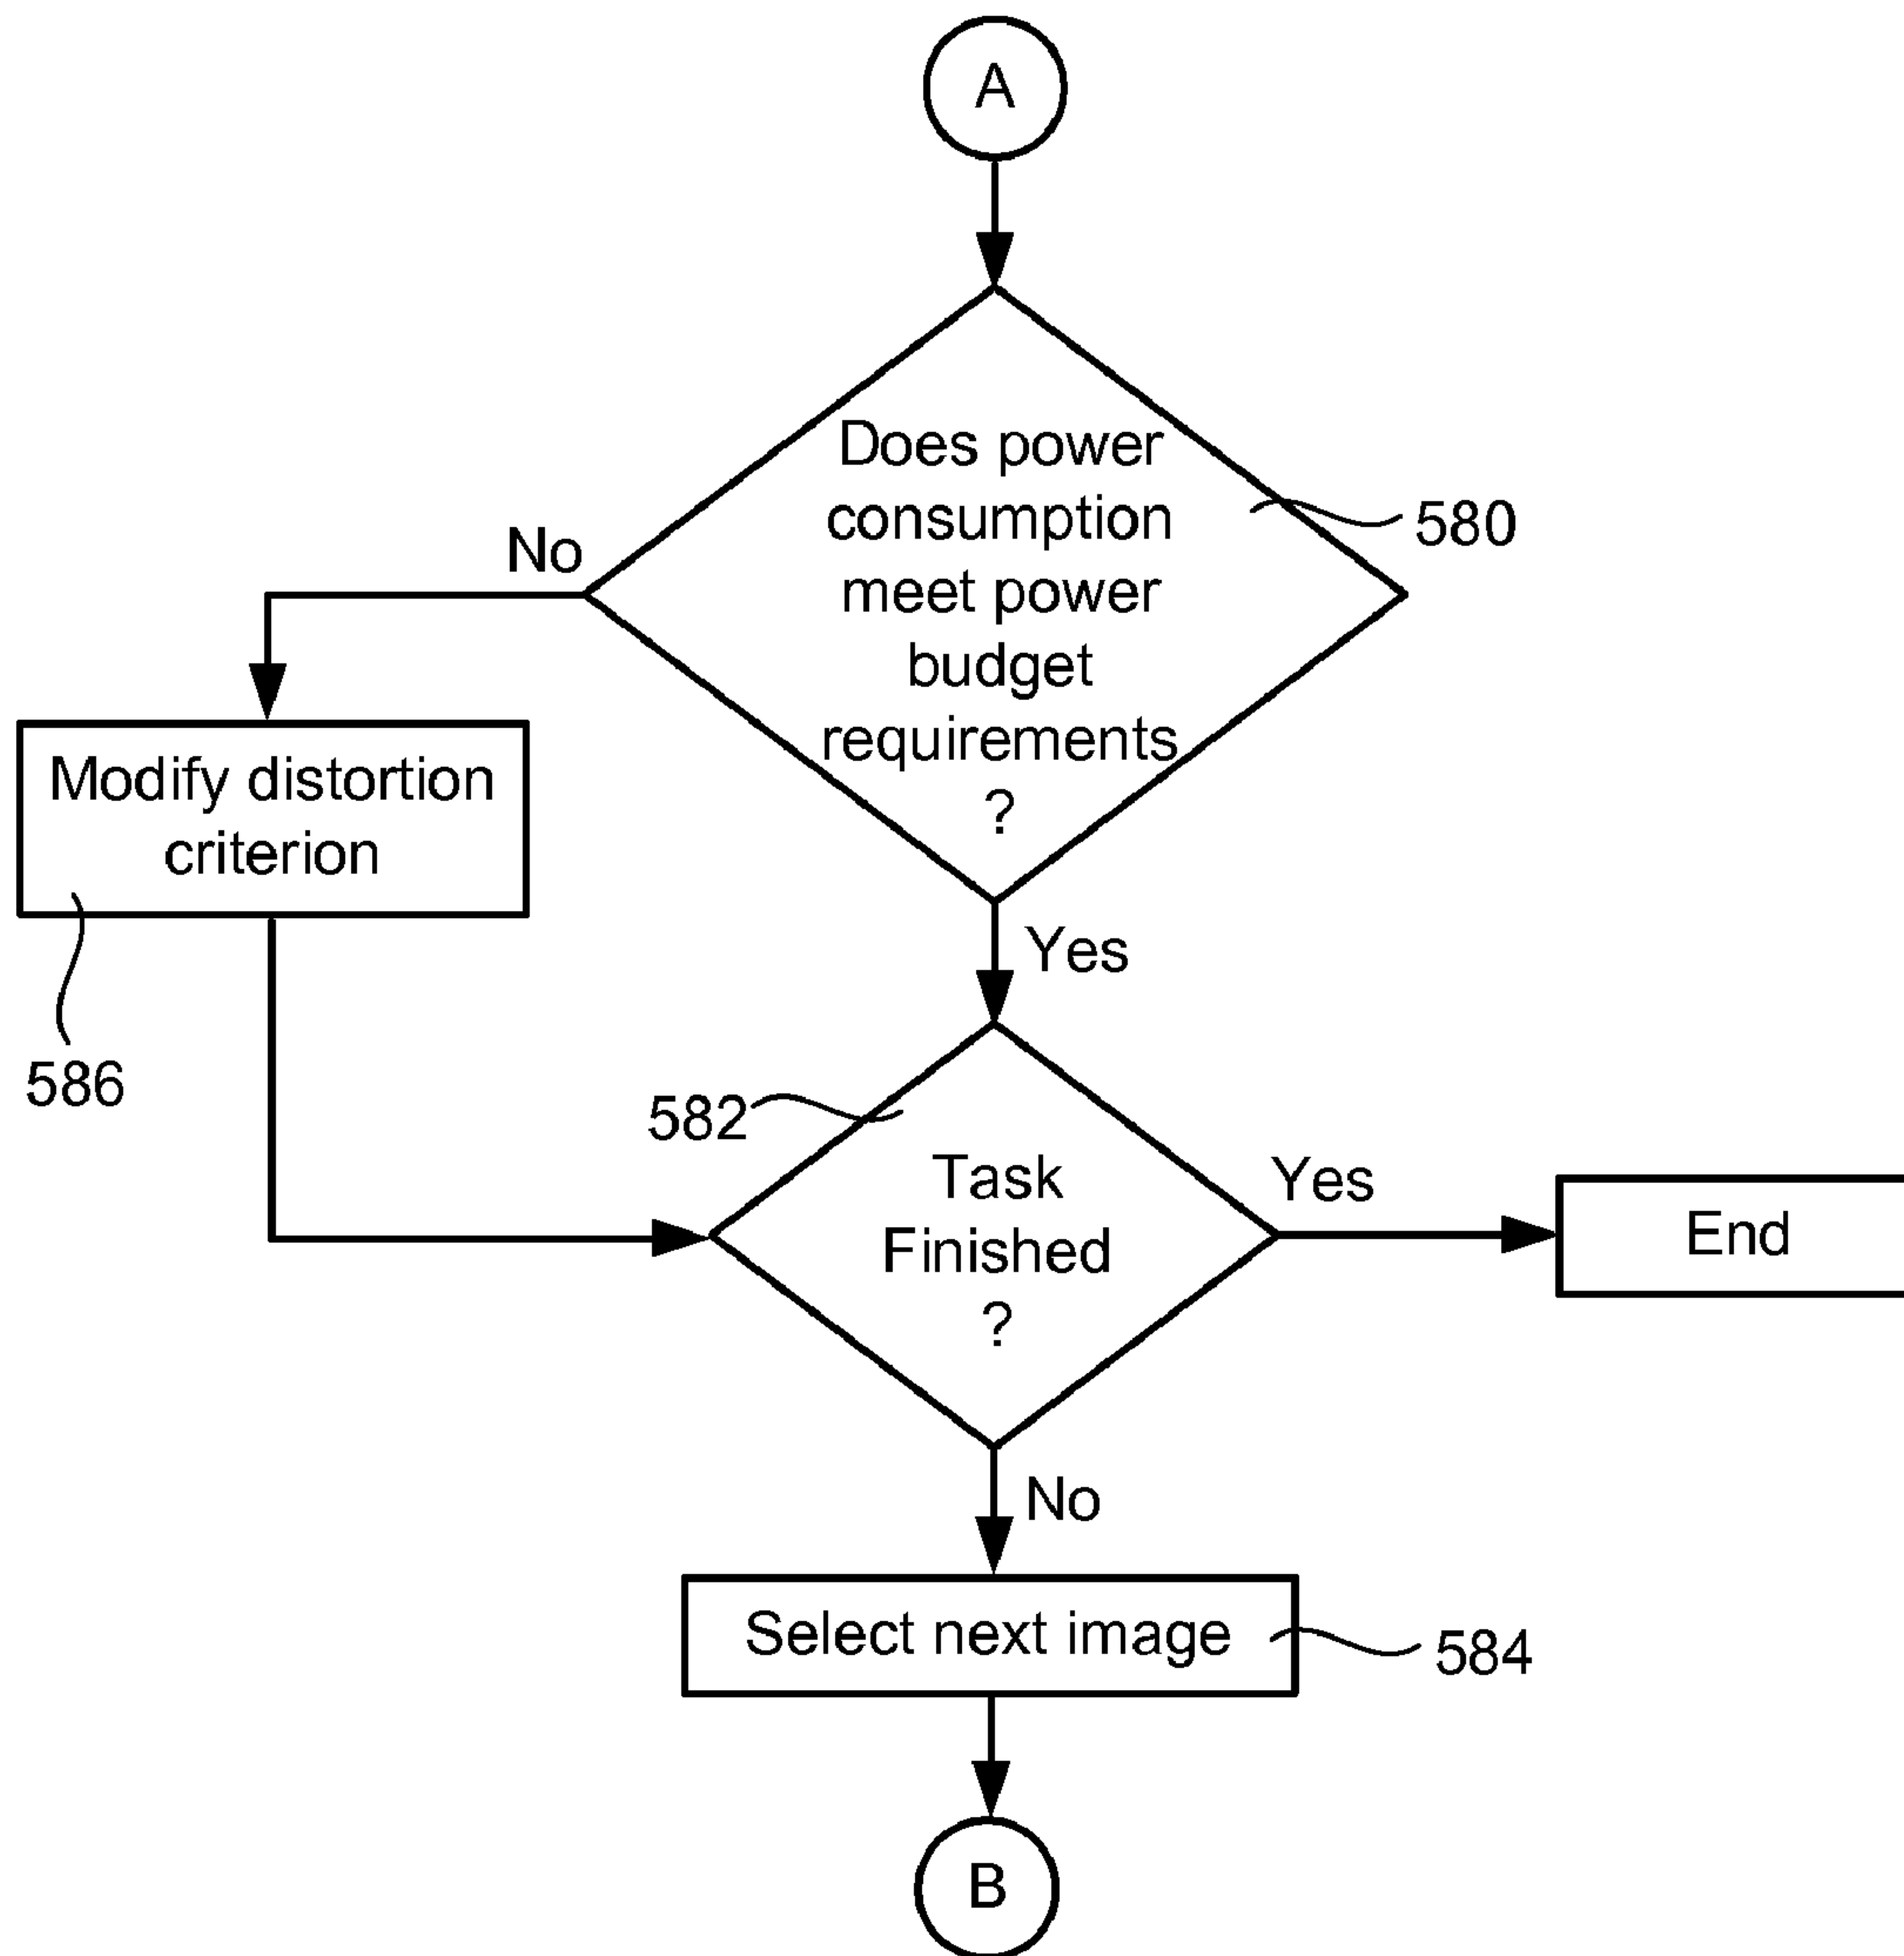 A
Does power
consumption
meet power
budget
requirements
?
580
No
Modify distortion
criterion
586
Yes
582
Task
Finished
?
Yes
End
No
Select next image
584
B